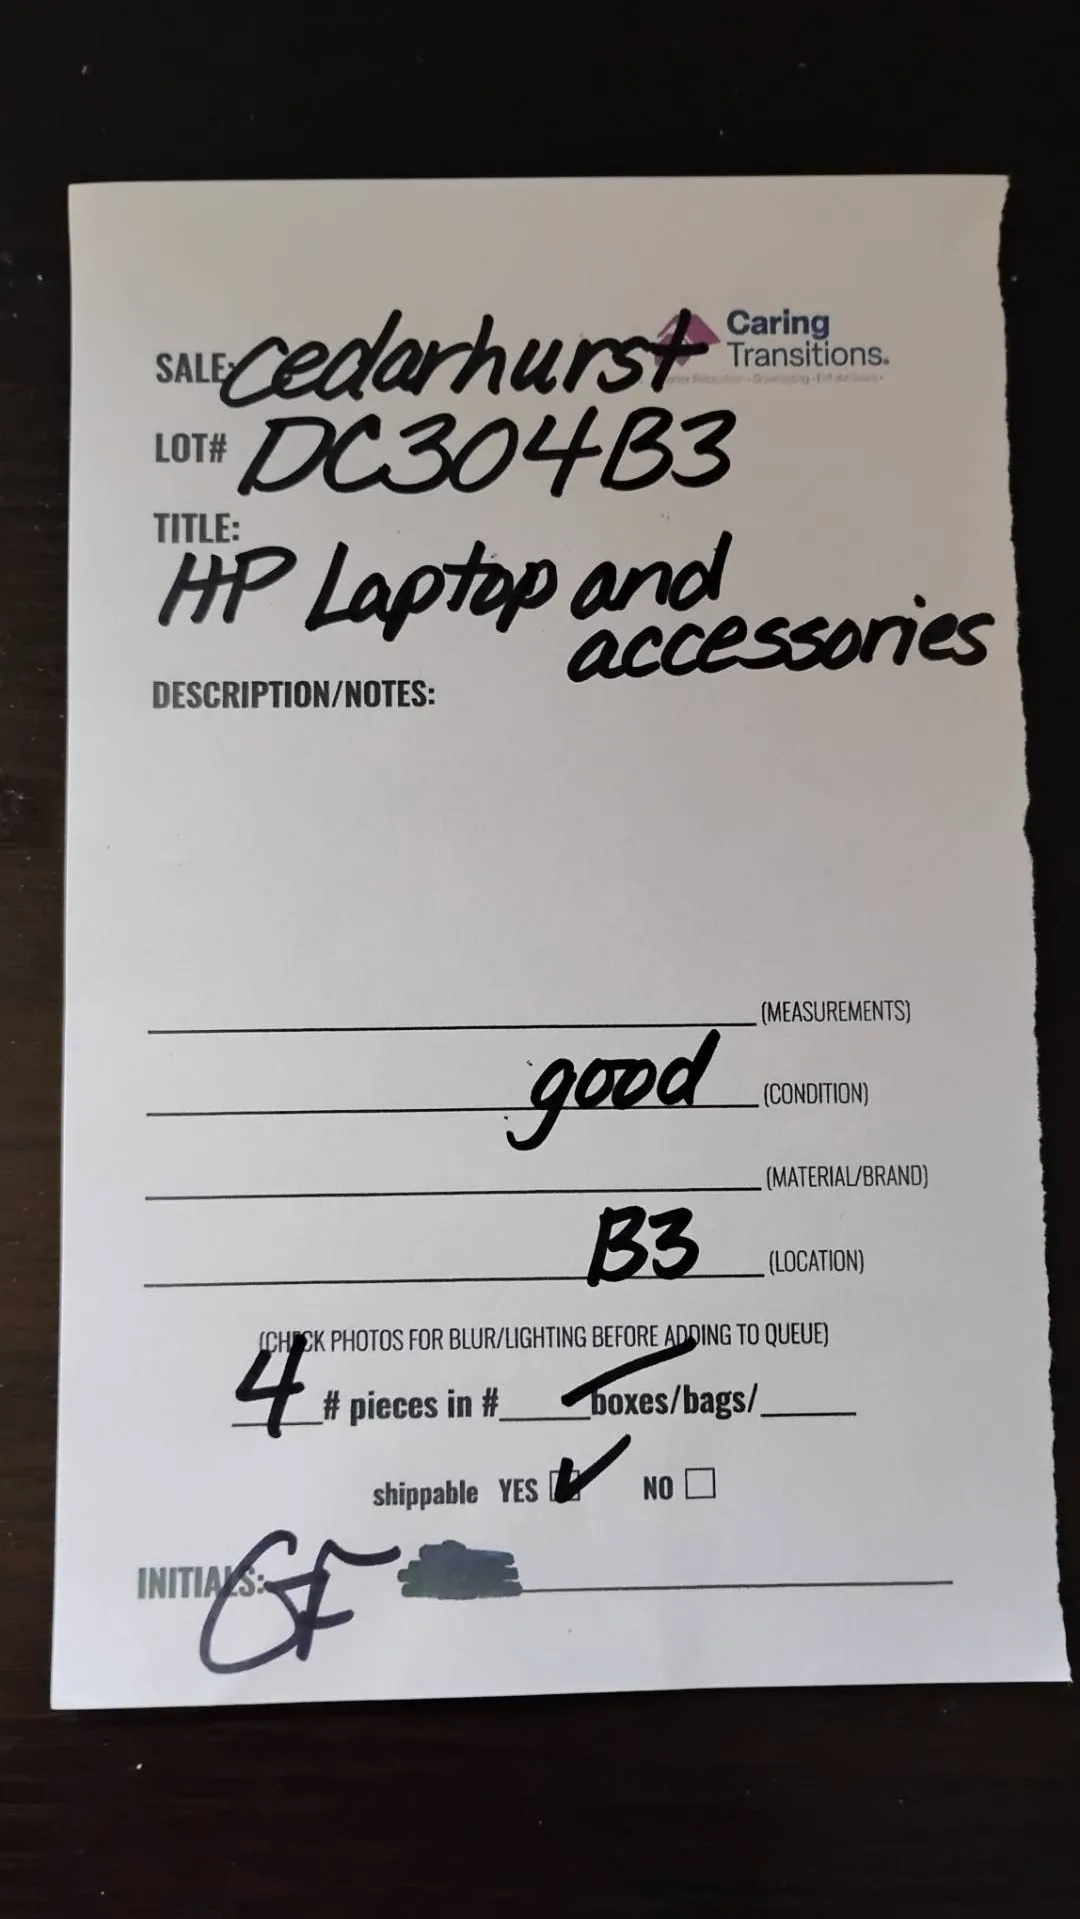 Caring
SALE: Cedarhurst
Transitions.
LOT# DC304B3
TITLE:
HP Laptop and
accessories
DESCRIPTION/NOTES:
(MEASUREMENTS)
good (CONDITION)
(MATERIAL/BRAND)
B3 (LOCATION)
(CHECK PHOTOS FOR BLUR/LIGHTING BEFORE ADDING TO QUEUE)
4 # pieces in # boxes/bags/
shippable YES ✓ NO
INITIALS: GF